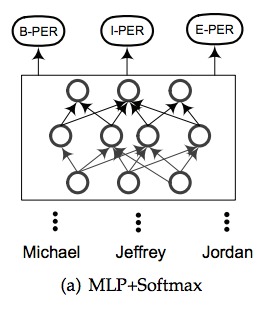 B-PER I-PER E-PER
Michael Jeffrey Jordan
(a) MLP+Softmax